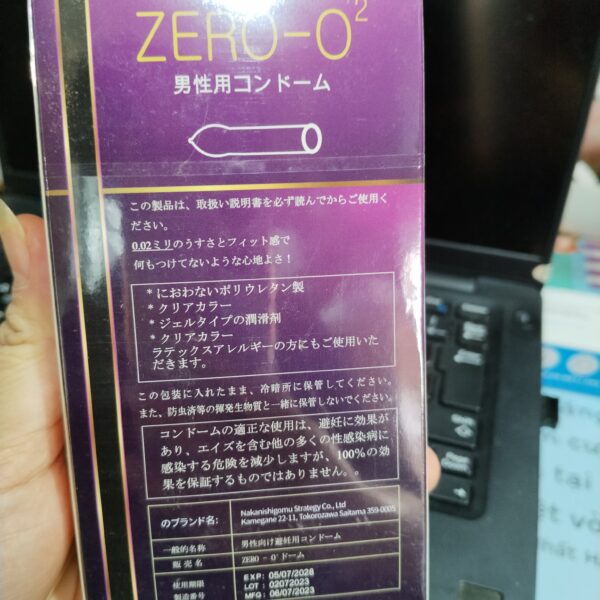 ZERO-O²
男性用コンドーム
この製品は、取扱い説明書を必ず読んでからご使用く
ださい。
0.02ミリのうすさとフィット感で
何もつけてないような心地よさ！
*におわないポリウレタン製
*クリアカラー
*ジェルタイプの潤滑剤
*クリアカラー
ラテックスアレルギーの方にもご使用いた
だきます。
この包装に入れたまま、冷暗所に保管してください。
また、防虫済等の揮発生物質と一緒に保管しないでください。
コンドームの適正な使用は、避妊に効果が
あり、エイズを含む他の多くの性感染病に
感染する危険を減少しますが、100%の効
果を保証するものではありません。。
のブランド名:
Nakanishigomu Strategy Co., Ltd
Kamegane 22-11, Tokorozawa Saitama 359-0005
一般的名称 男性向け避妊用コンドーム
販売名 ZERO - O² ドーム
使用期限 EXP: 05/07/2028
製造番号 LOT: 02072023
MFG: 06/07/2023
tại